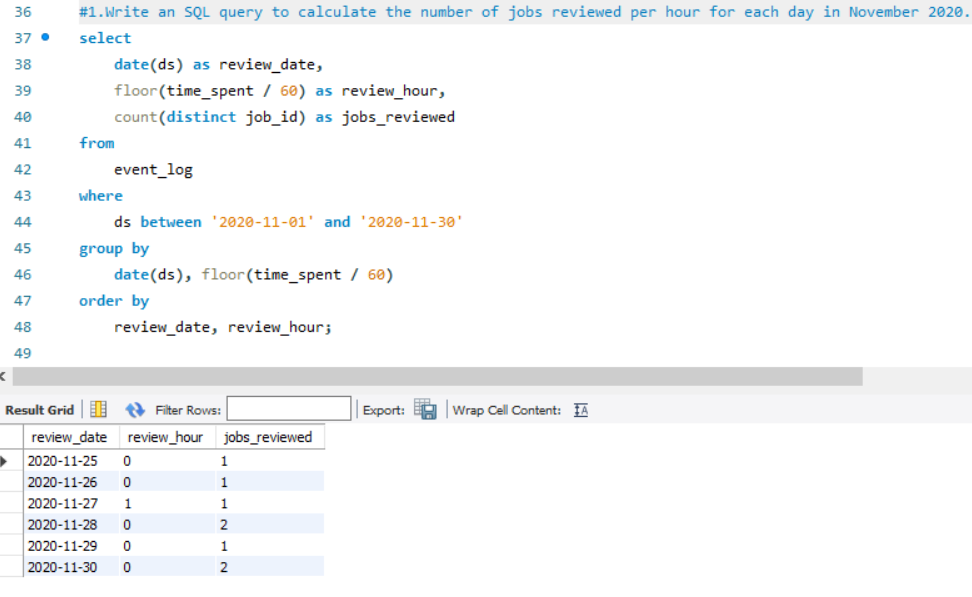 36 #1.Write an SQL query to calculate the number of jobs reviewed per hour for each day in November 2020.
37 select
38 date(ds) as review_date,
39 floor(time_spent / 60) as review_hour,
40 count(distinct job_id) as jobs_reviewed
41 from
42 event_log
43 where
44 ds between '2020-11-01' and '2020-11-30'
45 group by
46 date(ds), floor(time_spent / 60)
47 order by
48 review_date, review_hour;
49
Result Grid Filter Rows: Export: Wrap Cell Content:
review_date review_hour jobs_reviewed
2020-11-25 0 1
2020-11-26 0 1
2020-11-27 1 1
2020-11-28 0 2
2020-11-29 0 1
2020-11-30 0 2